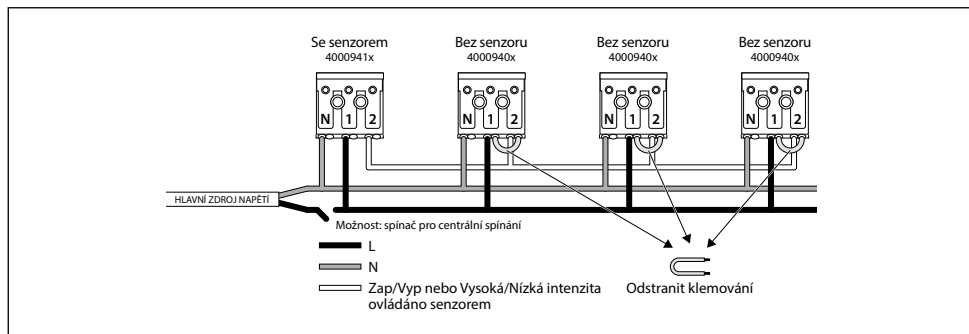 Se senzorem
4000941x
Bez senzoru
4000940x
Bez senzoru
4000940x
Bez senzoru
4000940x
N 1 2
N 1 2
N 1 2
N 1 2
HLAVNÍ ZDROJ NAPĚTÍ
Možnost: spínač pro centrální spínání
L
N
Zap/Vyp nebo Vysoká/Nízká intenzita
ovládáno senzorem
Odstranit klemování